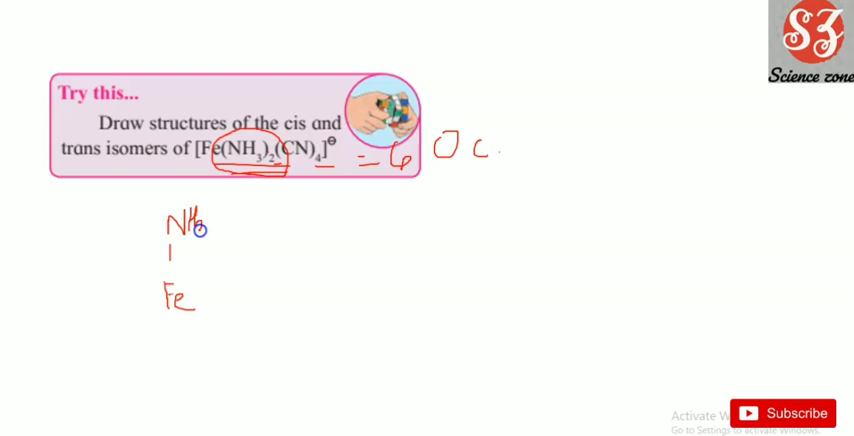 SZ
Science zone
Try this...
Draw structures of the cis and
trans isomers of [Fe(NH₃)₂(CN)₄]⊖ = 6 Oc.
NH₃
|
Fe
Activate W
Go to Settings to activate Windows.
Subscribe